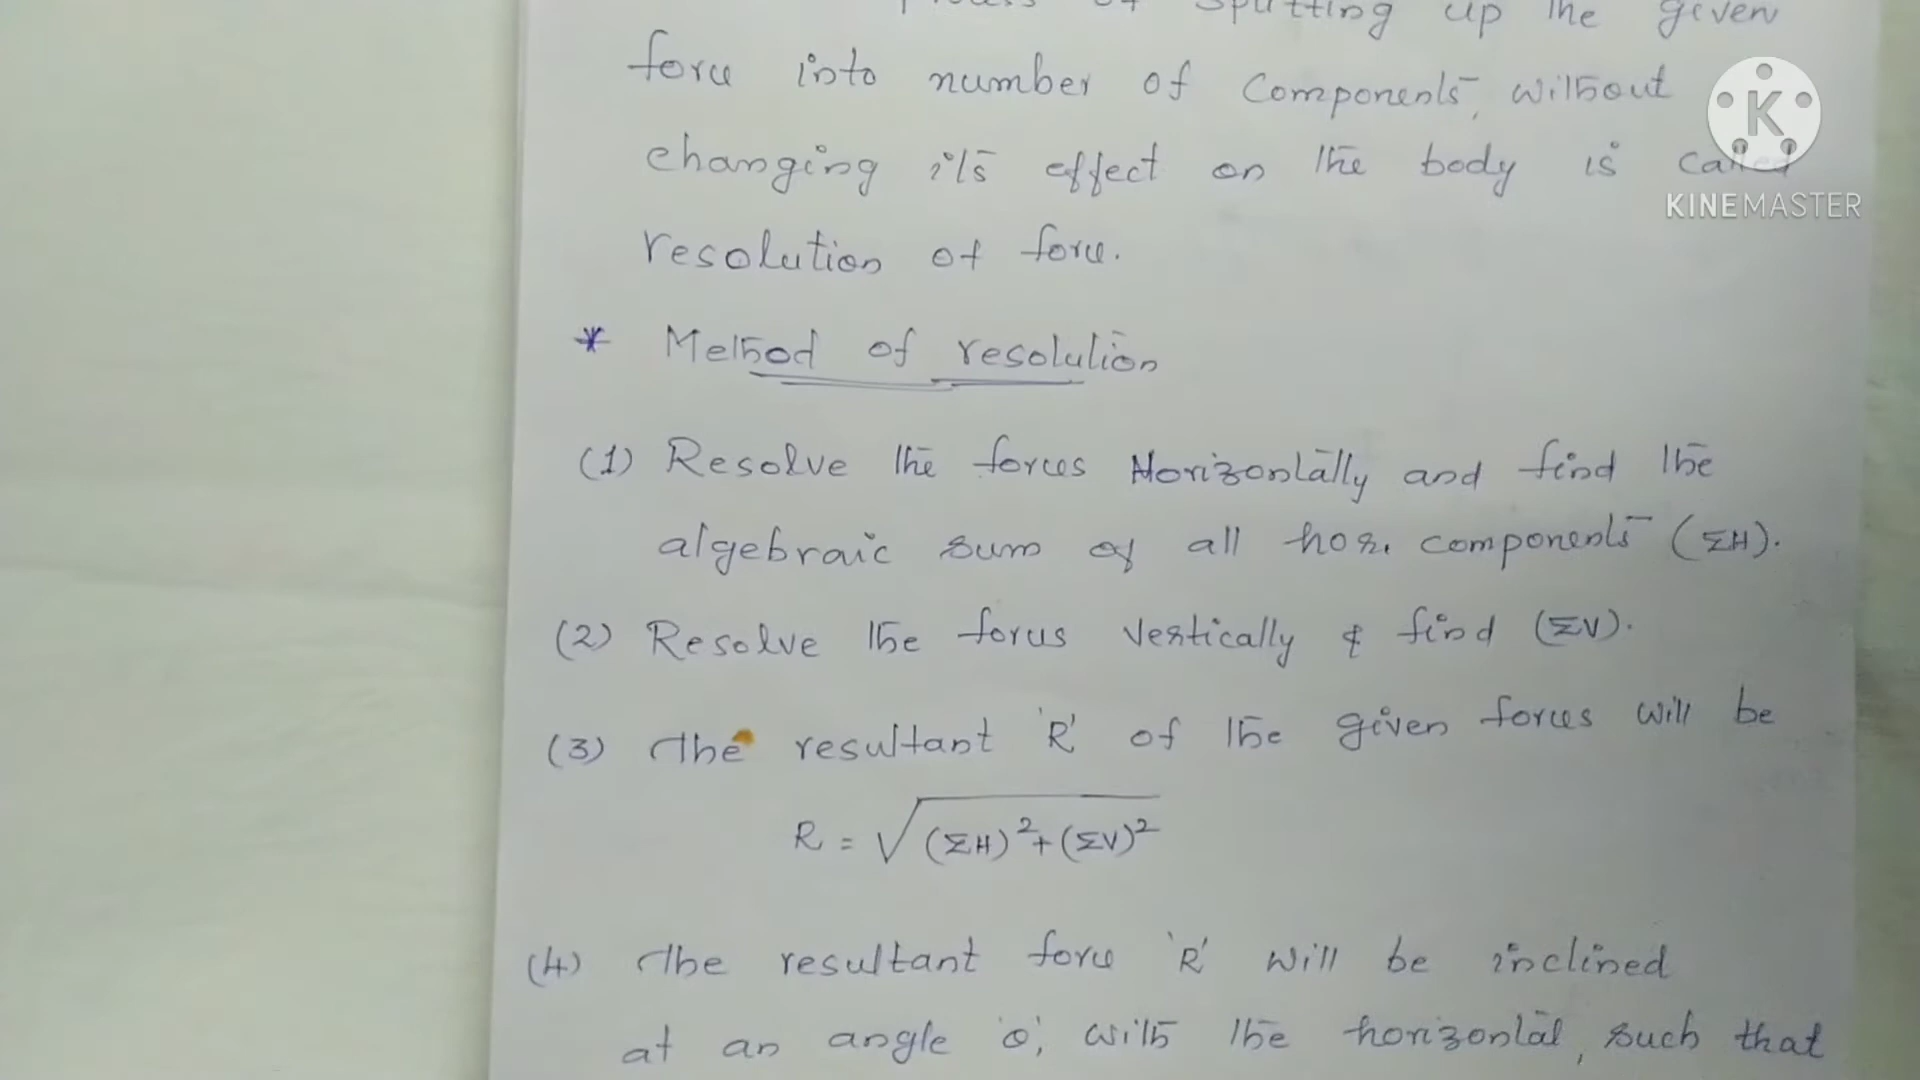 of splitting up the given
force into number of components, without
changing its effect on the body is called
resolution of force.
* Method of resolution
(1) Resolve the forces Horizontally and find the
algebraic sum of all hor. components (ΣH).
(2) Resolve the forces vertically & find (ΣV).
(3) The resultant 'R' of the given forces will be
R = √(ΣH)²+(ΣV)²
(4) The resultant force 'R' will be inclined
at an angle 'θ', with the horizontal, such that
K
KINEMASTER